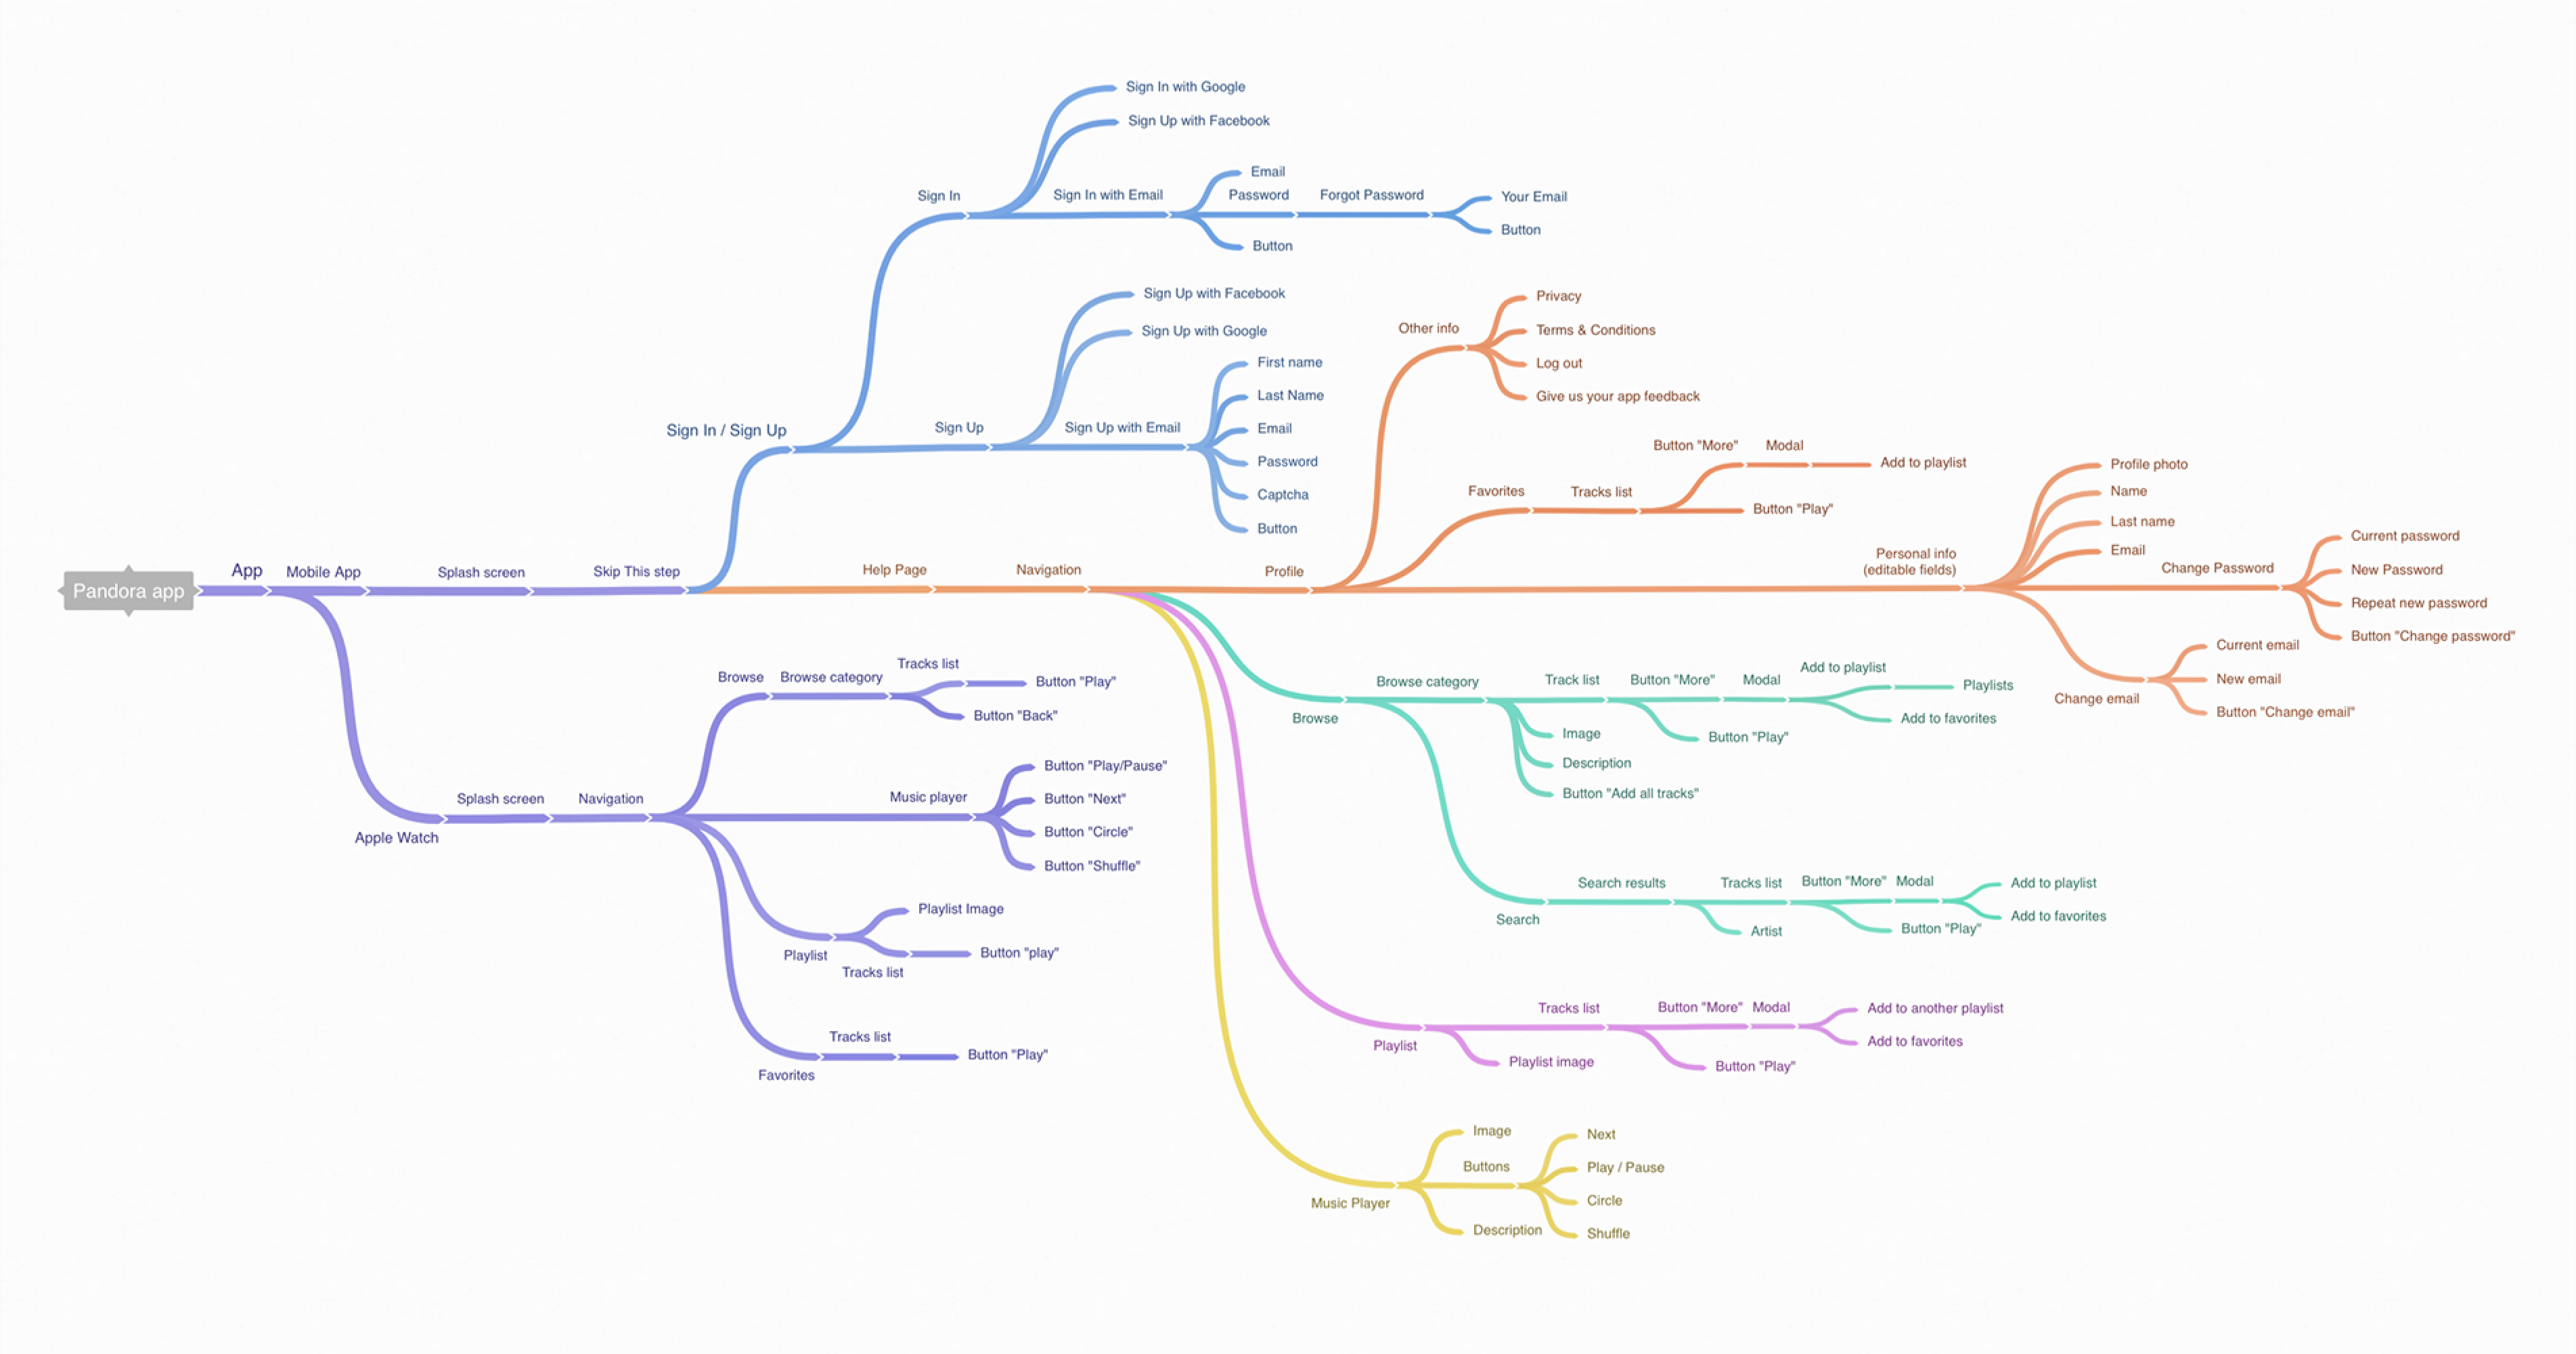 Pandora app
App
Mobile App
Splash screen
Skip This step
Sign In / Sign Up
Sign In
Sign In with Google
Sign Up with Facebook
Sign In with Email
Email
Password
Forgot Password
Your Email
Button
Button
Sign Up
Sign Up with Facebook
Sign Up with Google
Sign Up with Email
First name
Last Name
Email
Password
Captcha
Button
Help Page
Navigation
Profile
Other info
Privacy
Terms & Conditions
Log out
Give us your app feedback
Favorites
Tracks list
Button "More"
Modal
Add to playlist
Button "Play"
Personal info
(editable fields)
Profile photo
Name
Last name
Email
Change Password
Current password
New Password
Repeat new password
Button "Change password"
Change email
Current email
New email
Button "Change email"
Browse
Browse category
Track list
Button "More"
Modal
Add to playlist
Playlists
Add to favorites
Button "Play"
Image
Description
Button "Add all tracks"
Search
Search results
Tracks list
Button "More"
Modal
Add to playlist
Add to favorites
Button "Play"
Artist
Playlist
Tracks list
Button "More"
Modal
Add to another playlist
Add to favorites
Button "Play"
Playlist image
Music Player
Image
Buttons
Next
Play / Pause
Circle
Shuffle
Description
Apple Watch
Splash screen
Navigation
Browse
Browse category
Tracks list
Button "Play"
Button "Back"
Music player
Button "Play/Pause"
Button "Next"
Button "Circle"
Button "Shuffle"
Playlist
Playlist Image
Tracks list
Button "play"
Favorites
Tracks list
Button "Play"